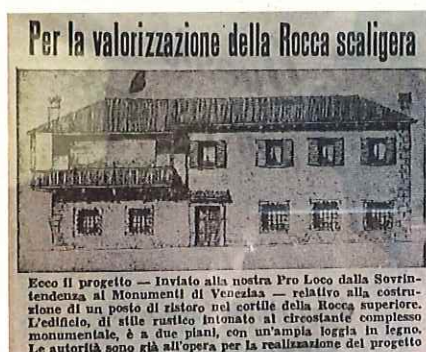 Per la valorizzazione della Rocca scaligera
Ecco il progetto — Inviato alla nostra Pro Loco dalla Sovrin-
tendenza ai Monumenti di Veneziaa — relativo alla costru-
zione di un posto di ristoro nel cortile della Rocca superiore.
L'edificio, di stile rustico intonato al circostante complesso
monumentale, è a due piani, con un'ampia loggia in legno.
Le autorità sono già all'opera per la realizzazione del progetto